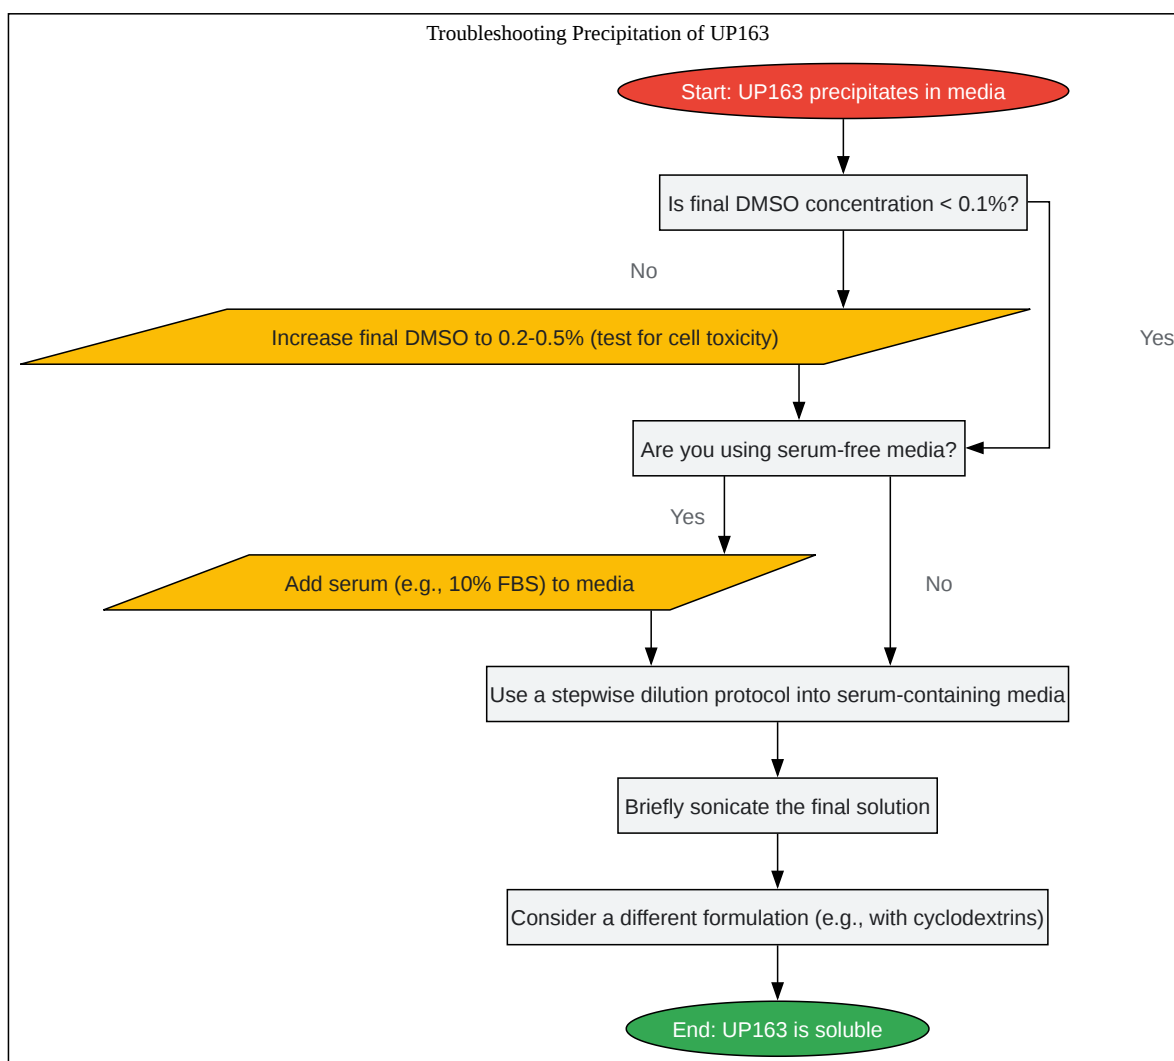 Troubleshooting Precipitation of UP163
Start: UP163 precipitates in media
Is final DMSO concentration < 0.1%?
No
Increase final DMSO to 0.2-0.5% (test for cell toxicity)
Yes
Are you using serum-free media?
Yes
Add serum (e.g., 10% FBS) to media
No
Use a stepwise dilution protocol into serum-containing media
Briefly sonicate the final solution
Consider a different formulation (e.g., with cyclodextrins)
End: UP163 is soluble